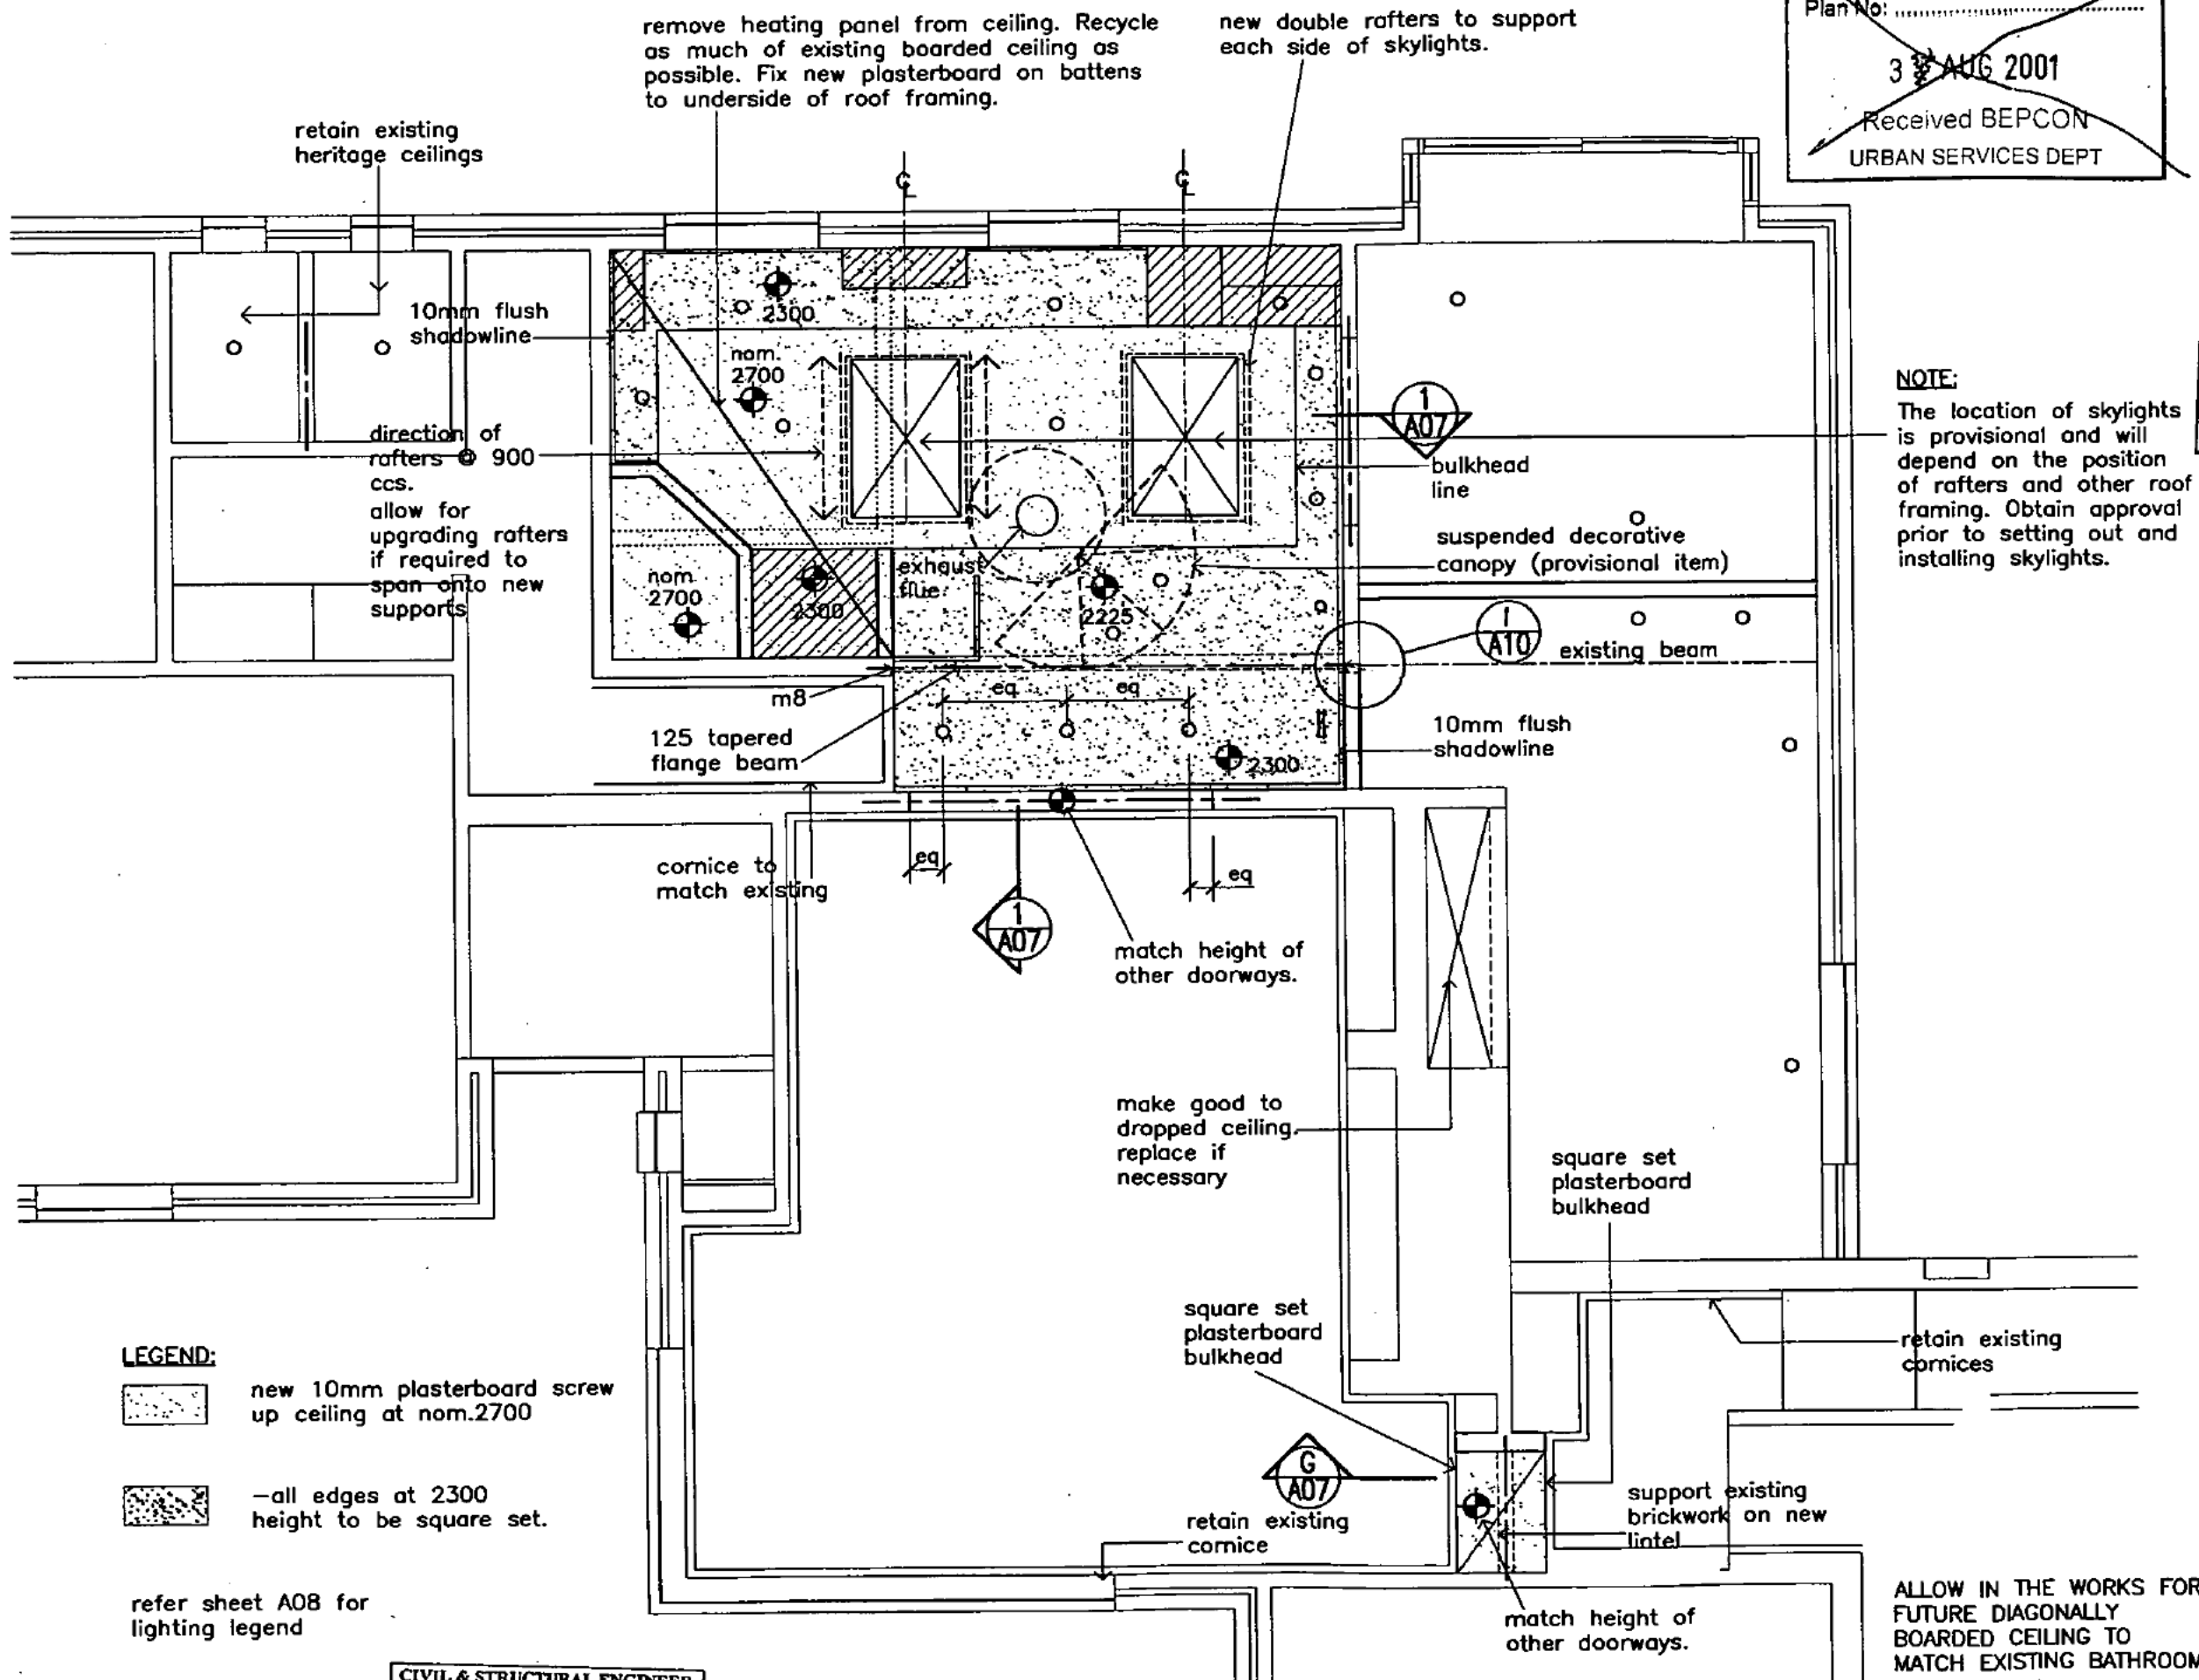 remove heating panel from ceiling. Recycle
as much of existing boarded ceiling as
possible. Fix new plasterboard on battens
to underside of roof framing.
new double rafters to support
each side of skylights.
Plan No:
AUG 2001
Received BEPCON
URBAN SERVICES DEPT
retain existing
heritage ceilings
10mm flush
shadowline
2300
nom.
2700
direction of
rafters @ 900
ccs.
allow for
upgrading rafters
if required to
span onto new
supports
nom
2700
2300
exhaust
flue
2225
1
A07
bulkhead
line
suspended decorative
canopy (provisional item)
NOTE:
The location of skylights
is provisional and will
depend on the position
of rafters and other roof
framing. Obtain approval
prior to setting out and
installing skylights.
1
A10
existing beam
m8
eq
eq
125 tapered
flange beam
10mm flush
shadowline
2300
cornice to
match existing
eq
eq
1
A07
match height of
other doorways.
make good to
dropped ceiling.
replace if
necessary
square set
plasterboard
bulkhead
square set
plasterboard
bulkhead
retain existing
cornices
LEGEND:
new 10mm plasterboard screw
up ceiling at nom.2700
-all edges at 2300
height to be square set.
refer sheet A08 for
lighting legend
G
A07
retain existing
cornice
support existing
brickwork on new
lintel
match height of
other doorways.
ALLOW IN THE WORKS FOR
FUTURE DIAGONALLY
BOARDED CEILING TO
MATCH EXISTING BATHROOM
CIVIL & STRUCTURAL ENGINEER